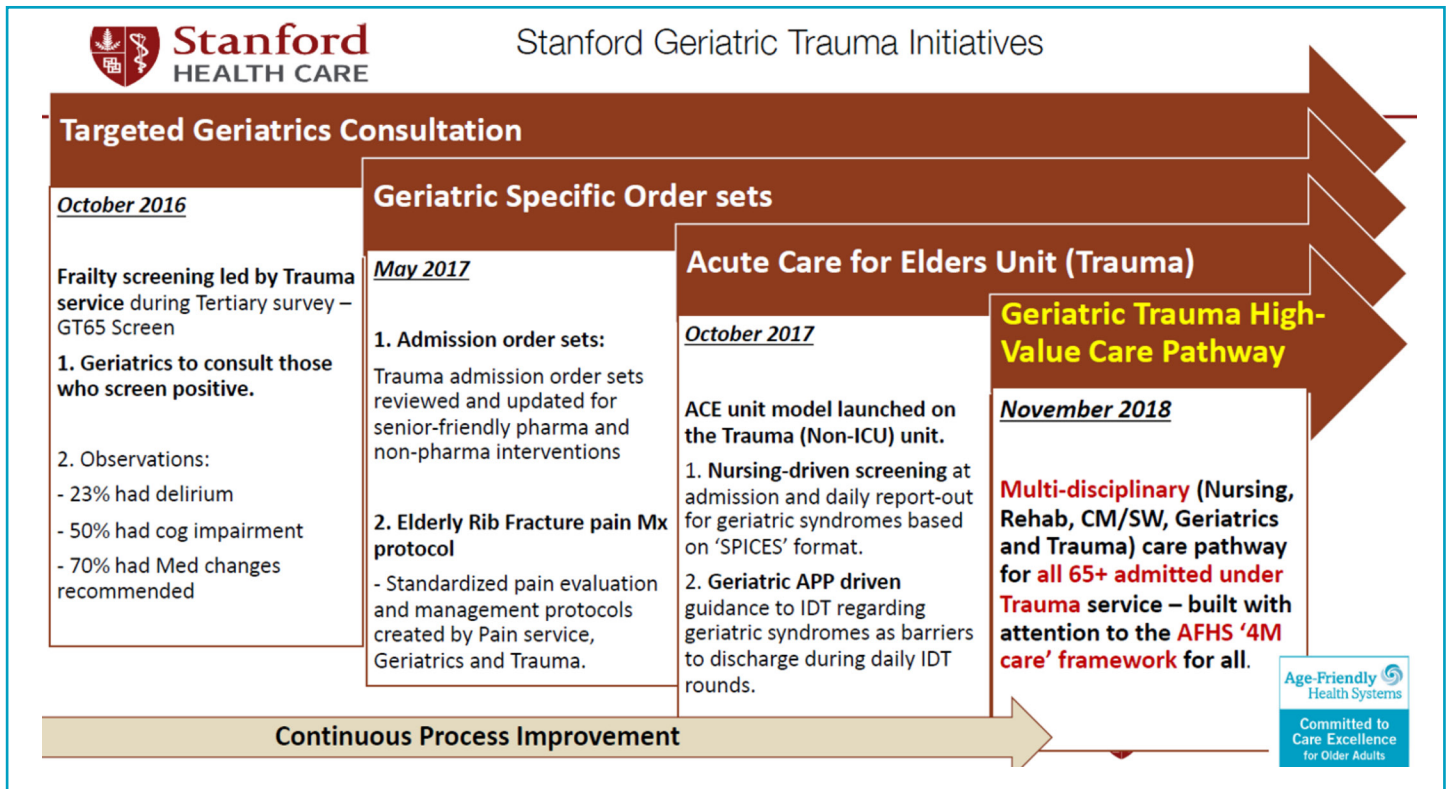 Stanford
HEALTH CARE
Stanford Geriatric Trauma Initiatives
Targeted Geriatrics Consultation
October 2016
Frailty screening led by Trauma
service during Tertiary survey –
GT65 Screen
1. Geriatrics to consult those
who screen positive.
2. Observations:
- 23% had delirium
- 50% had cog impairment
- 70% had Med changes
recommended
Geriatric Specific Order sets
May 2017
1. Admission order sets:
Trauma admission order sets
reviewed and updated for
senior-friendly pharma and
non-pharma interventions
2. Elderly Rib Fracture pain Mx
protocol
- Standardized pain evaluation
and management protocols
created by Pain service,
Geriatrics and Trauma.
Acute Care for Elders Unit (Trauma)
October 2017
ACE unit model launched on
the Trauma (Non-ICU) unit.
1. Nursing-driven screening at
admission and daily report-out
for geriatric syndromes based
on ‘SPICES’ format.
2. Geriatric APP driven
guidance to IDT regarding
geriatric syndromes as barriers
to discharge during daily IDT
rounds.
Geriatric Trauma High-
Value Care Pathway
November 2018
Multi-disciplinary (Nursing,
Rehab, CM/SW, Geriatrics
and Trauma) care pathway
for all 65+ admitted under
Trauma service – built with
attention to the AFHS ‘4M
care’ framework for all.
Continuous Process Improvement
Age-Friendly
Health Systems
Committed to
Care Excellence
for Older Adults